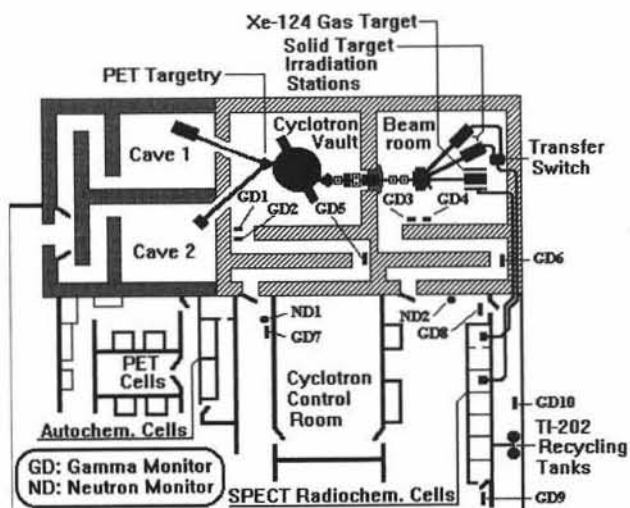 Xe-124 Gas Target
Solid Target
Irradiation
Stations
PET Targetry
Cyclotron
Vault
Beam
room
Transfer
Switch
Cave 1
GD1
GD2
GD5
GD3
GD4
Cave 2
GD6
ND1
GD7
ND2
GD8
PET
Cells
Cyclotron
Control
Room
GD10
Autochem. Cells
TI-202
Recycling
Tanks
GD: Gamma Monitor
ND: Neutron Monitor
SPECT Radiochem. Cells
GD9